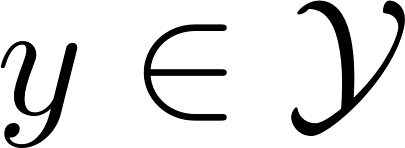 y ∈ 𝒴